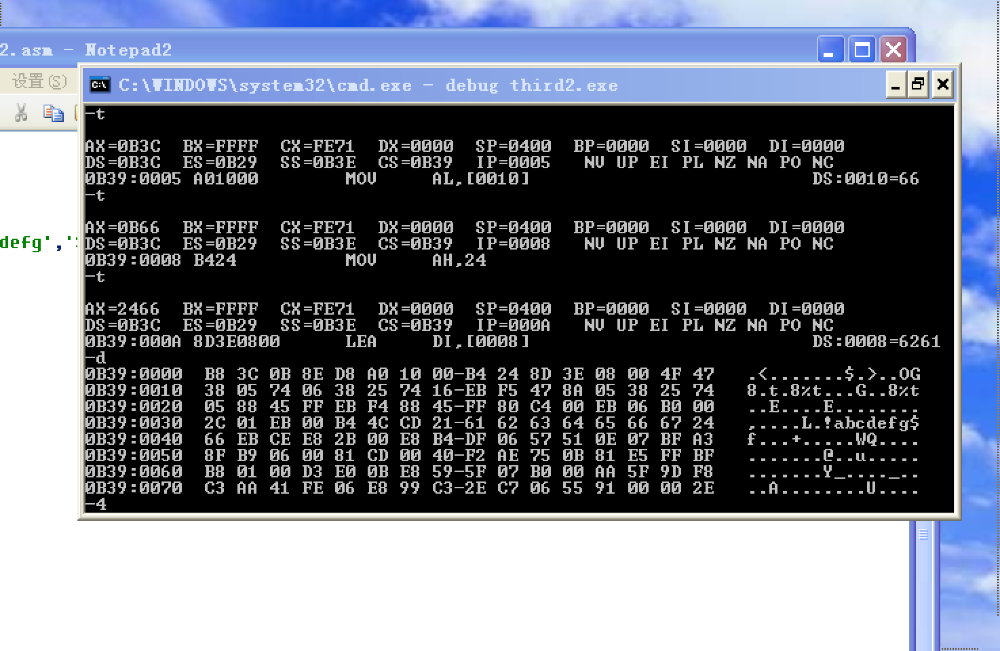 2.asm - Notepad2
设置(S)
C:\WINDOWS\system32\cmd.exe - debug third2.exe
defg','
-t
AX=0B3C  BX=FFFF  CX=FE71  DX=0000  SP=0400  BP=0000  SI=0000  DI=0000
DS=0B3C  ES=0B29  SS=0B3E  CS=0B39  IP=0005   NV UP EI PL NZ NA PO NC
0B39:0005 A01000        MOV     AL,[0010]                          DS:0010=66
-t
AX=0B66  BX=FFFF  CX=FE71  DX=0000  SP=0400  BP=0000  SI=0000  DI=0000
DS=0B3C  ES=0B29  SS=0B3E  CS=0B39  IP=0008   NV UP EI PL NZ NA PO NC
0B39:0008 B424          MOV     AH,24
-t
AX=2466  BX=FFFF  CX=FE71  DX=0000  SP=0400  BP=0000  SI=0000  DI=0000
DS=0B3C  ES=0B29  SS=0B3E  CS=0B39  IP=000A   NV UP EI PL NZ NA PO NC
0B39:000A 8D3E0800      LEA     DI,[0008]                          DS:0008=6261
-d
0B39:0000  B8 3C 0B 8E D8 A0 10 00-B4 24 8D 3E 08 00 4F 47   .<.......$.>..OG
0B39:0010  38 05 74 06 38 25 74 16-EB F5 47 8A 05 38 25 74   8.t.8%t...G..8%t
0B39:0020  05 88 45 FF EB F4 88 45-FF 80 C4 00 EB 06 B0 00   ..E....E........
0B39:0030  2C 01 EB 00 B4 4C CD 21-61 62 63 64 65 66 67 24   ,....L.!abcdefg$
0B39:0040  66 EB CE E8 2B 00 E8 B4-DF 06 57 51 0E 07 BF A3   f...+.....WQ....
0B39:0050  8F B9 06 00 81 CD 00 40-F2 AE 75 0B 81 E5 FF BF   .......@..u.....
0B39:0060  B8 01 00 D3 E0 0B E8 59-5F 07 B0 00 AA 5F 9D F8   .......Y_...._..
0B39:0070  C3 AA 41 FE 06 E8 99 C3-2E C7 06 55 91 00 00 2E   ..A........U....
-4